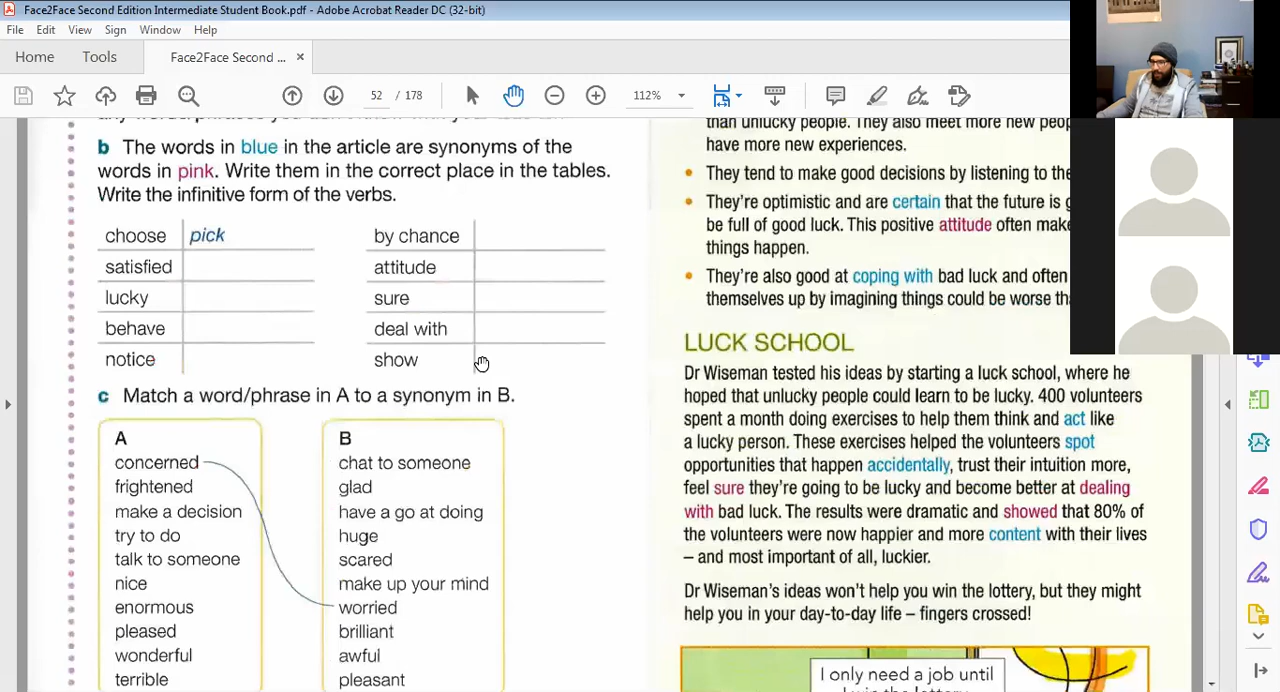 Face2Face Second Edition Intermediate Student Book.pdf - Adobe Acrobat Reader DC (32-bit)
File Edit View Sign Window Help
Home Tools Face2Face Second ... ×
52 / 178 112%
b The words in blue in the article are synonyms of the
words in pink. Write them in the correct place in the tables.
Write the infinitive form of the verbs.
choose pick
satisfied
lucky
behave
notice
by chance
attitude
sure
deal with
show
c Match a word/phrase in A to a synonym in B.
A
concerned
frightened
make a decision
try to do
talk to someone
nice
enormous
pleased
wonderful
terrible
B
chat to someone
glad
have a go at doing
huge
scared
make up your mind
worried
brilliant
awful
pleasant
than unlucky people. They also meet more new
have more new experiences.
• They tend to make good decisions by listening to
• They're optimistic and are certain that the future is
be full of good luck. This positive attitude often
things happen.
• They're also good at coping with bad luck and often
themselves up by imagining things could be worse
LUCK SCHOOL
Dr Wiseman tested his ideas by starting a luck school, where he
hoped that unlucky people could learn to be lucky. 400 volunteers
spent a month doing exercises to help them think and act like
a lucky person. These exercises helped the volunteers spot
opportunities that happen accidentally, trust their intuition more,
feel sure they're going to be lucky and become better at dealing
with bad luck. The results were dramatic and showed that 80% of
the volunteers were now happier and more content with their lives
– and most important of all, luckier.
Dr Wiseman's ideas won't help you win the lottery, but they might
help you in your day-to-day life – fingers crossed!
I only need a job until